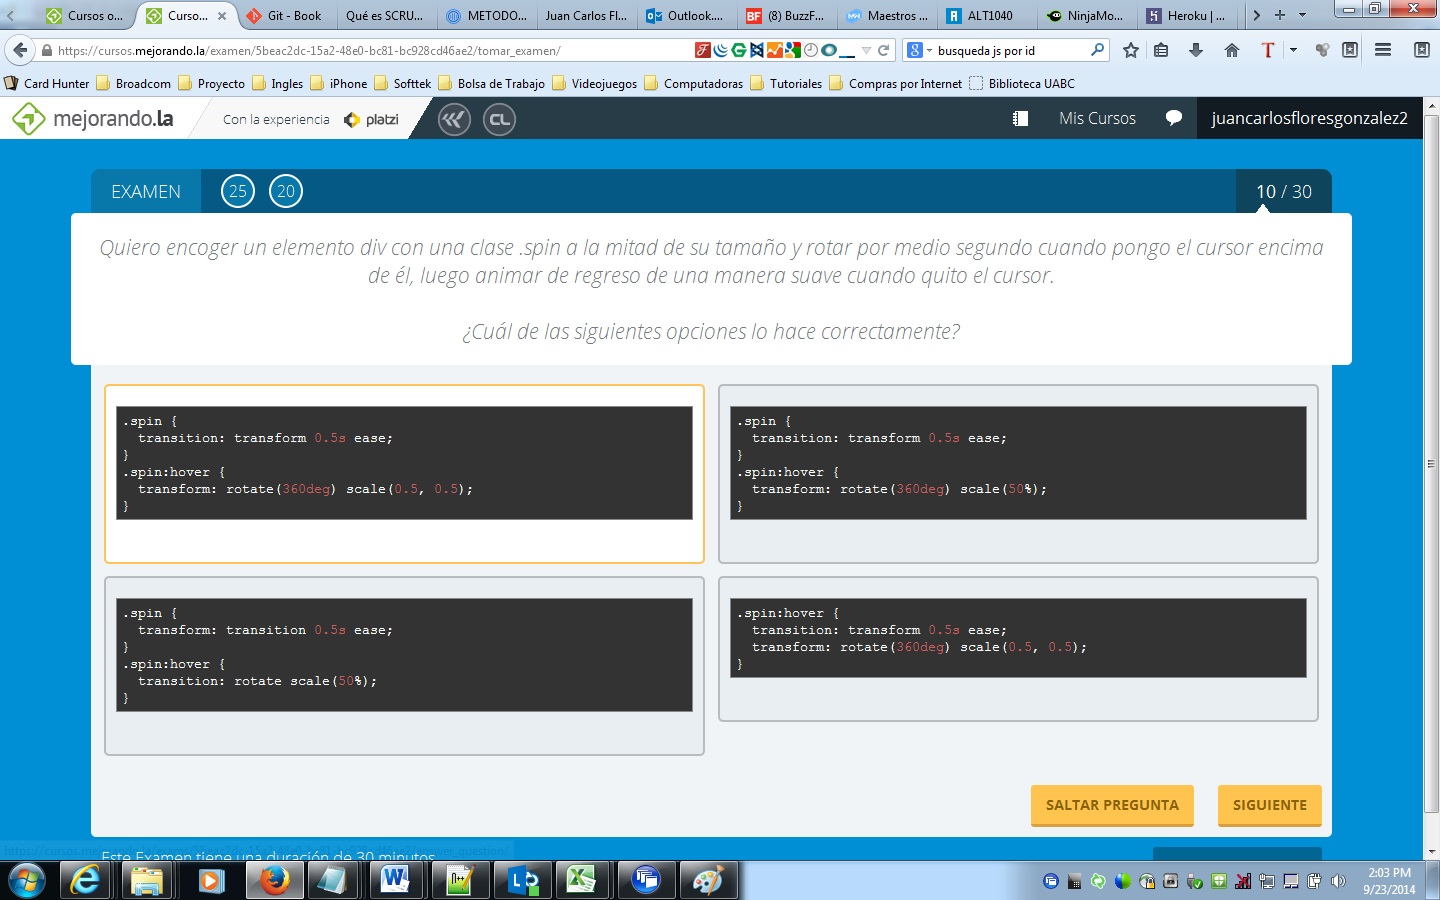 Cursos o...
Curso...
Git - Book
Qué es SCRU...
METODO...
Juan Carlos Fl...
Outlook....
(8) BuzzF...
Maestros ...
ALT1040
NinjaMo...
Heroku | ...
https://cursos.mejorando.la/examen/5beac2dc-15a2-48e0-bc81-bc928cd46ae2/tomar_examen/
busqueda js por id
Card Hunter
Broadcom
Proyecto
Ingles
iPhone
Softtek
Bolsa de Trabajo
Videojuegos
Computadoras
Tutoriales
Compras por Internet
Biblioteca UABC
mejorando.la
Con la experiencia
platzi
CL
Mis Cursos
juancarlosfloresgonzalez2
EXAMEN
25
20
10 / 30
Quiero encoger un elemento div con una clase .spin a la mitad de su tamaño y rotar por medio segundo cuando pongo el cursor encima
de él, luego animar de regreso de una manera suave cuando quito el cursor.
¿Cuál de las siguientes opciones lo hace correctamente?
.spin {
transition: transform 0.5s ease;
}
.spin:hover {
transform: rotate(360deg) scale(0.5, 0.5);
}
.spin {
transition: transform 0.5s ease;
}
.spin:hover {
transform: rotate(360deg) scale(50%);
}
.spin {
transform: transition 0.5s ease;
}
.spin:hover {
transition: rotate scale(50%);
}
.spin:hover {
transition: transform 0.5s ease;
transform: rotate(360deg) scale(0.5, 0.5);
}
SALTAR PREGUNTA
SIGUIENTE
Este Examen tiene una duración de 30 minutos
2:03 PM
9/23/2014